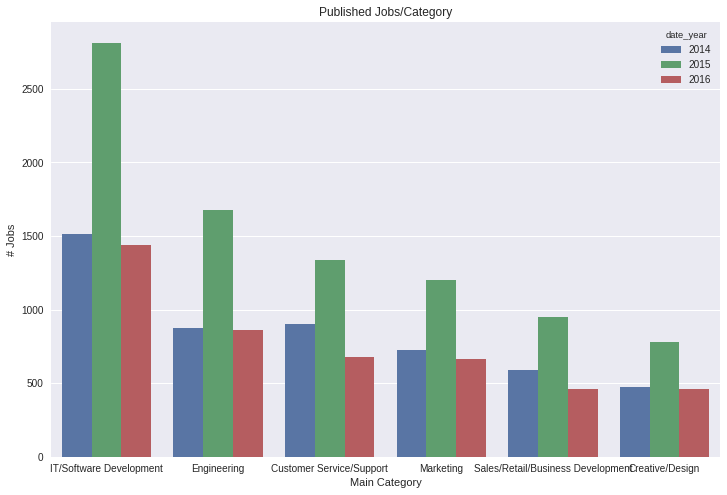 Published Jobs/Category
date_year
2014
2015
2016
2500
2000
1500
1000
500
0
# Jobs
IT/Software Development Engineering Customer Service/Support Marketing Sales/Retail/Business Development Creative/Design
Main Category